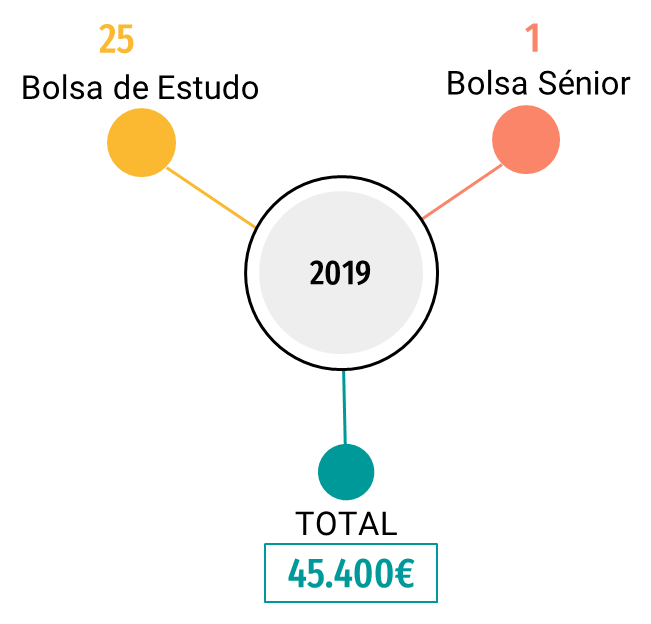 25
Bolsa de Estudo
1
Bolsa Sénior
2019
TOTAL
45.400€